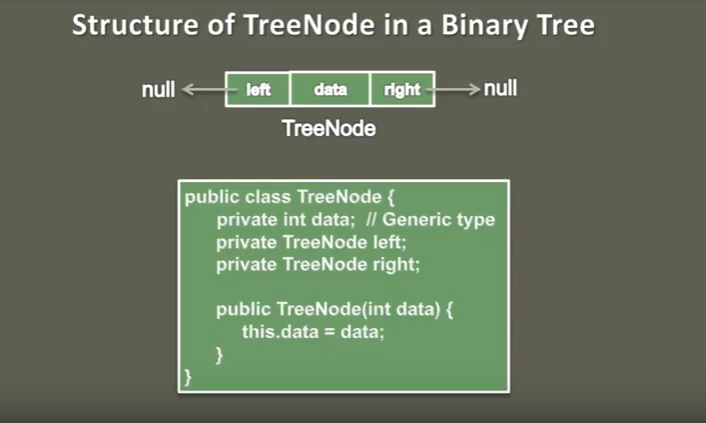 Structure of TreeNode in a Binary Tree
null left data right null
TreeNode
public class TreeNode {
private int data;  // Generic type
private TreeNode left;
private TreeNode right;
public TreeNode(int data) {
this.data = data;
}
}